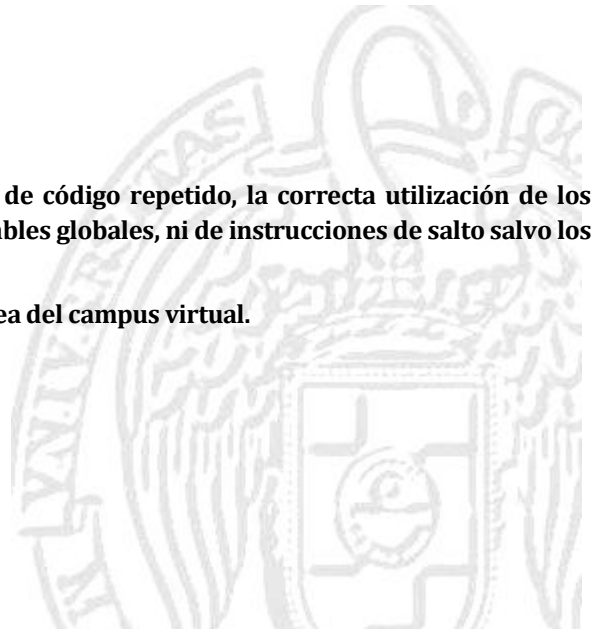 de código repetido, la correcta utilización de los
bles globales, ni de instrucciones de salto salvo los
ea del campus virtual.